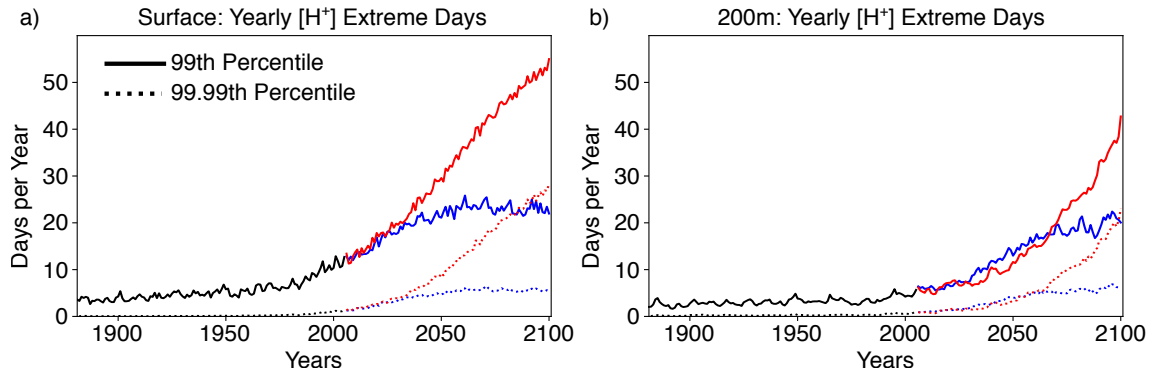 a) Surface: Yearly [H⁺] Extreme Days
99th Percentile
99.99th Percentile
Days per Year
50
40
30
20
10
0
1900 1950 2000 2050 2100
Years
b) 200m: Yearly [H⁺] Extreme Days
Days per Year
50
40
30
20
10
0
1900 1950 2000 2050 2100
Years